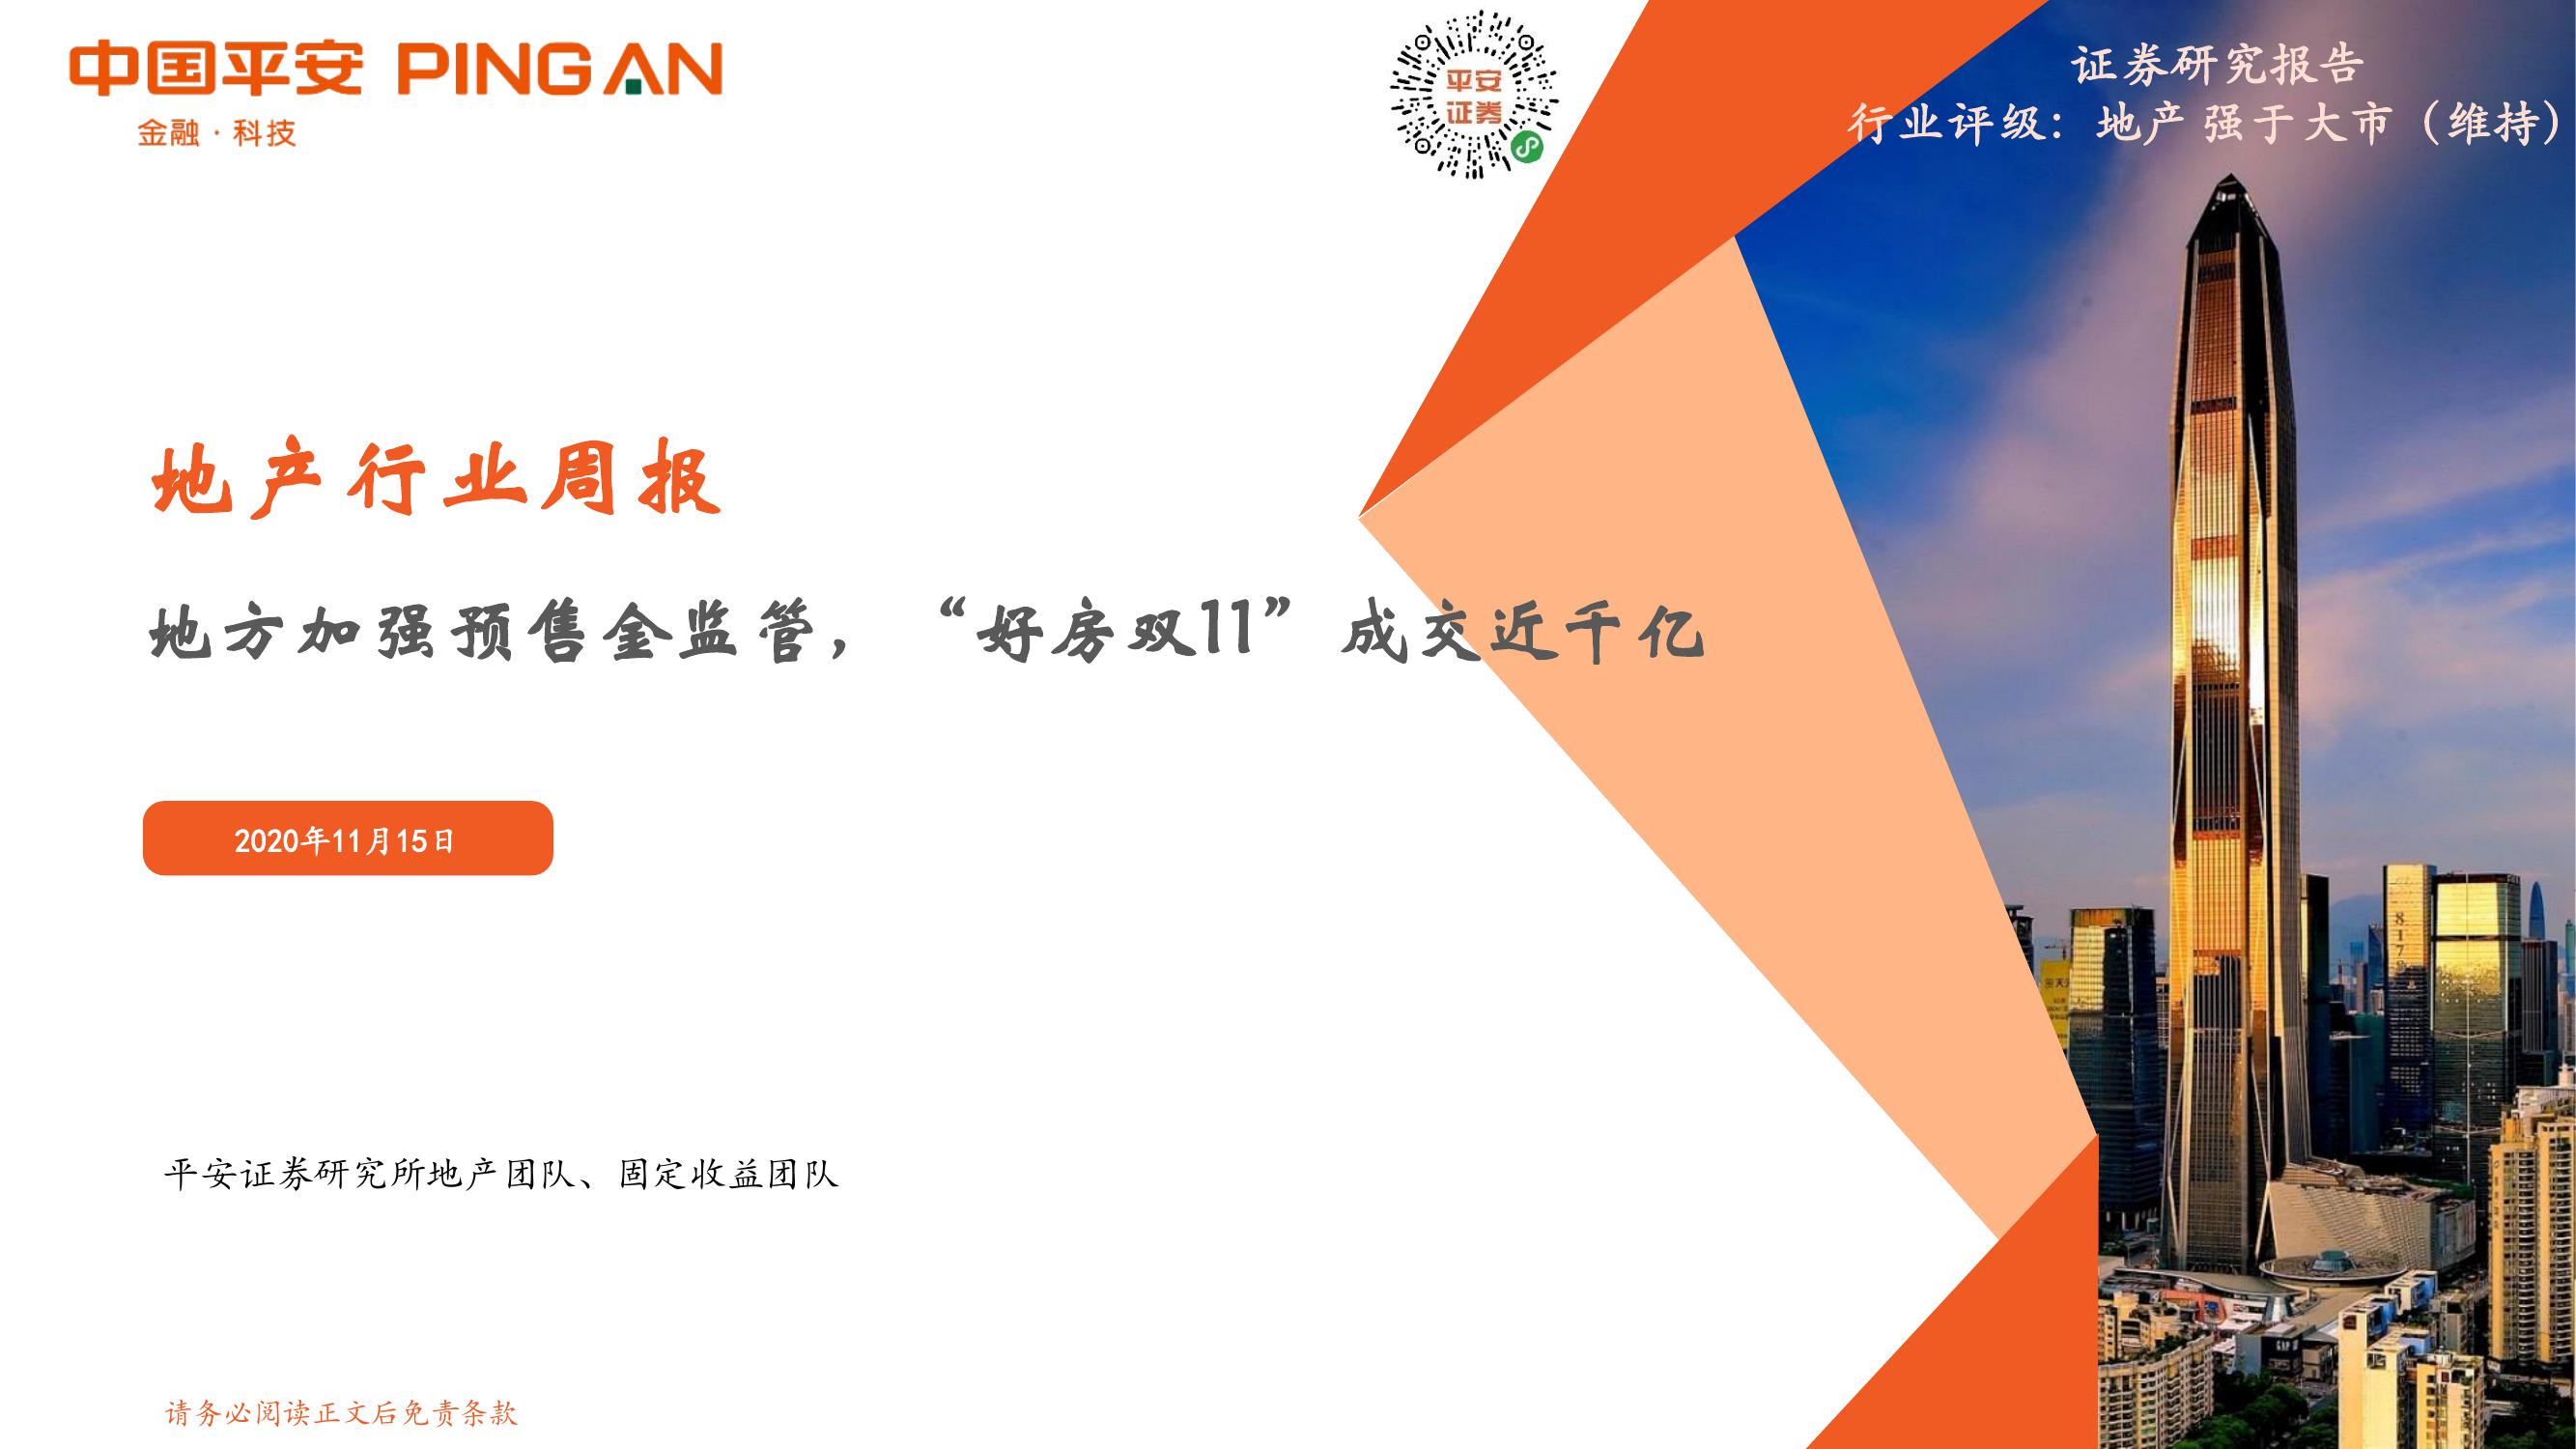 中国平安 PING AN
金融·科技
平安
证券
证券研究报告
行业评级：地产 强于大市（维持）
地产行业周报
地方加强预售金监管，“好房双11”成交近千亿
2020年11月15日
平安证券研究所地产团队、固定收益团队
请务必阅读正文后免责条款